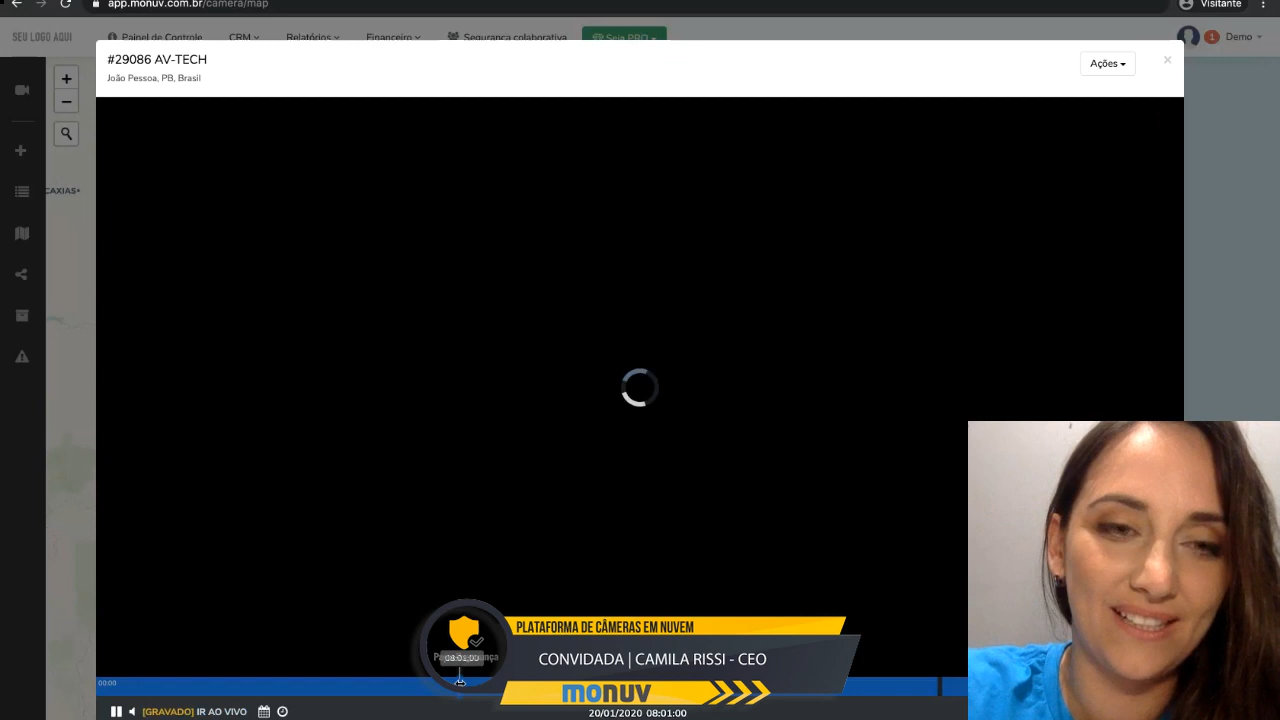 app.monuv.com.br/camera/map
Visitante
SEU LOGO AQUI
Painel de Controle
CRM
Relatórios
Financeiro
Segurança colaborativa
Seja PRO
1
Demo
#29086 AV-TECH
João Pessoa, PB, Brasil
Ações
×
+
−
CAXIAS
PLATAFORMA DE CÂMERAS EM NUVEM
08:01:00
CONVIDADA | CAMILA RISSI - CEO
monuv
00:00
[GRAVADO] IR AO VIVO
20/01/2020 08:01:00